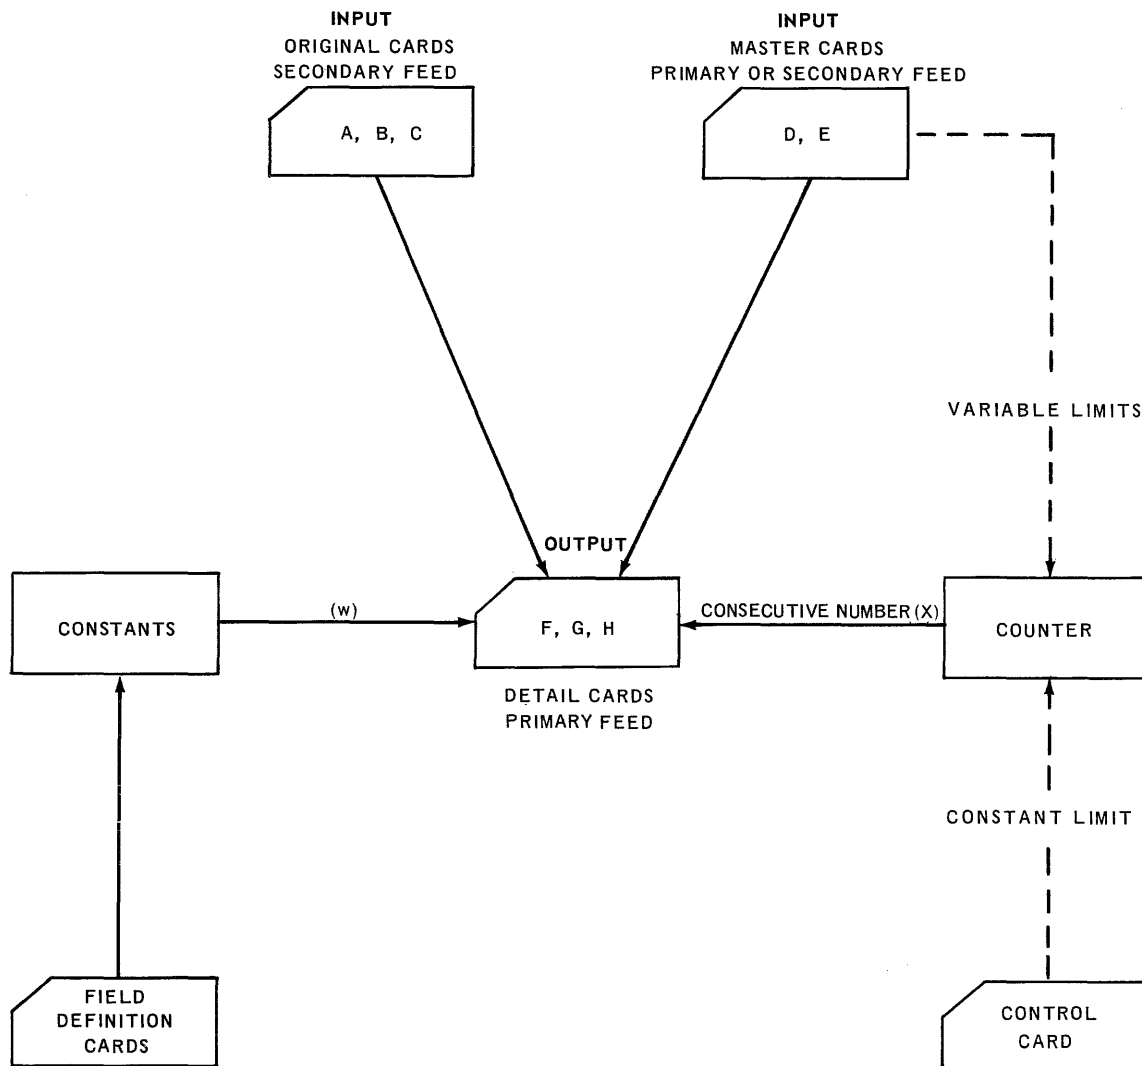 INPUT
ORIGINAL CARDS
SECONDARY FEED
A, B, C
INPUT
MASTER CARDS
PRIMARY OR SECONDARY FEED
D, E
VARIABLE LIMITS
OUTPUT
CONSTANTS
(w)
F, G, H
CONSECUTIVE NUMBER (X)
COUNTER
DETAIL CARDS
PRIMARY FEED
CONSTANT LIMIT
FIELD
DEFINITION
CARDS
CONTROL
CARD